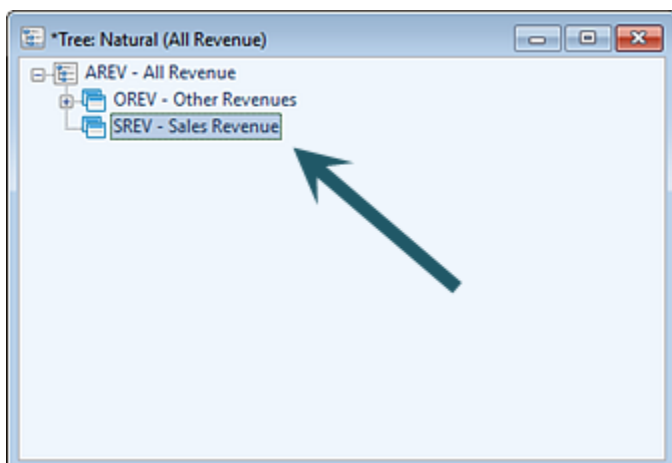 *Tree: Natural (All Revenue)
AREV - All Revenue
OREV - Other Revenues
SREV - Sales Revenue